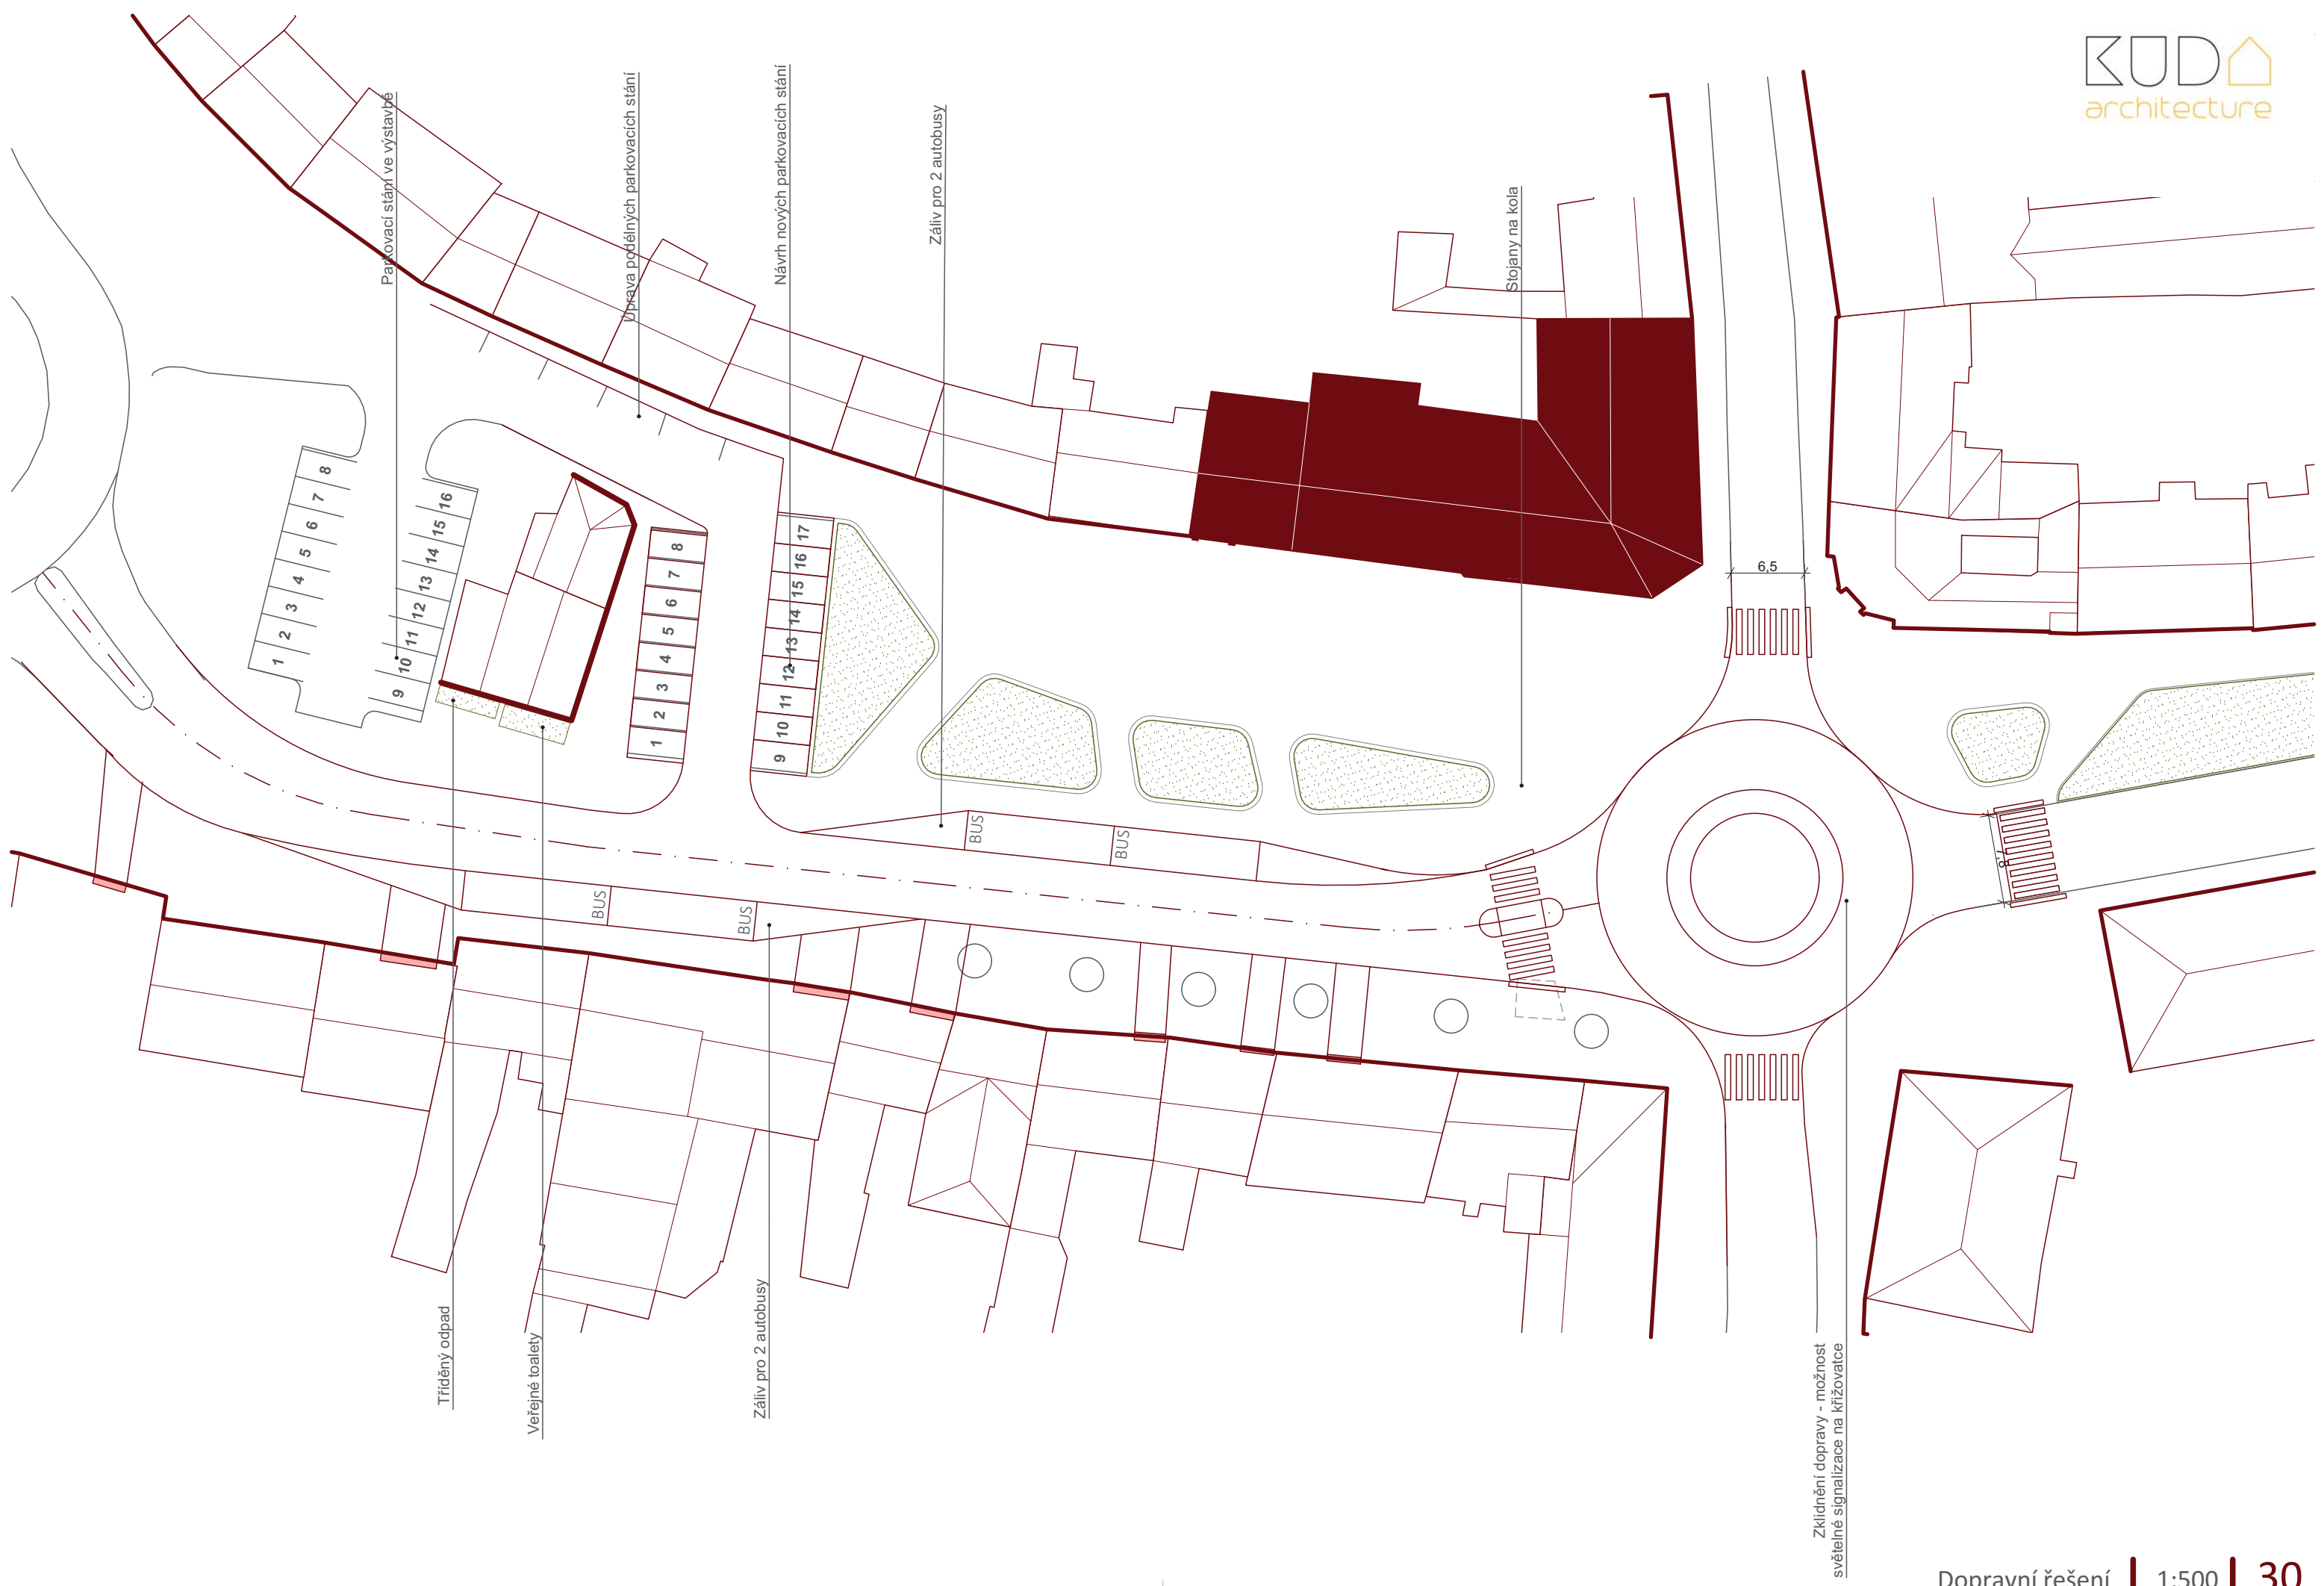 KUD
architecture
Parkovací stání ve výstavbě
Úprava podélných parkovacích stání
Návrh nových parkovacích stání
Záliv pro 2 autobusy
Stojany na kola
8
7
6
5
4
3
2
1
16
15
14
13
12
11
10
9
8
7
6
5
4
3
2
1
17
16
15
14
13
12
11
10
9
6,5
BUS
BUS
BUS
BUS
Tříděný odpad
Veřejné toalety
Záliv pro 2 autobusy
Zklidnění dopravy - možnost
světelné signalizace na křižovatce
Dopravní řešení 1:500 30